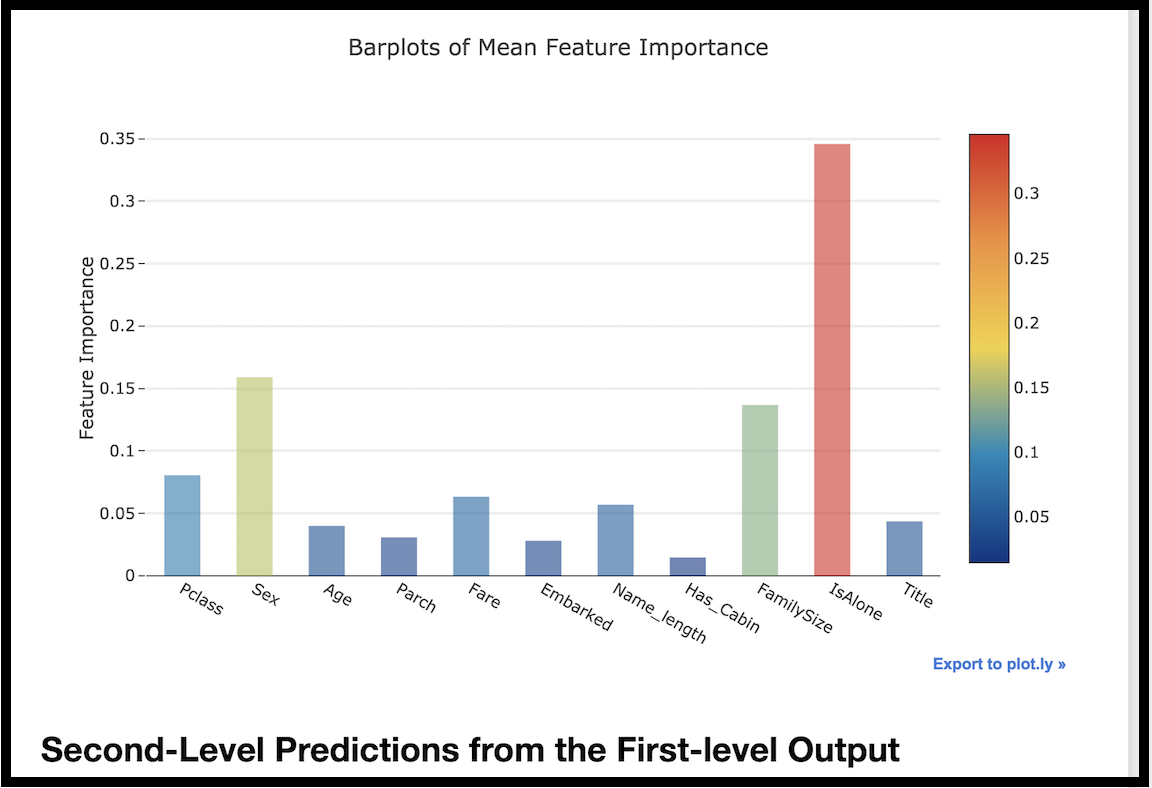 Barplots of Mean Feature Importance
Feature Importance
0.35
0.3
0.25
0.2
0.15
0.1
0.05
0
Pclass
Sex
Age
Parch
Fare
Embarked
Name_length
Has_Cabin
FamilySize
IsAlone
Title
0.3
0.25
0.2
0.15
0.1
0.05
Export to plot.ly »
Second-Level Predictions from the First-level Output